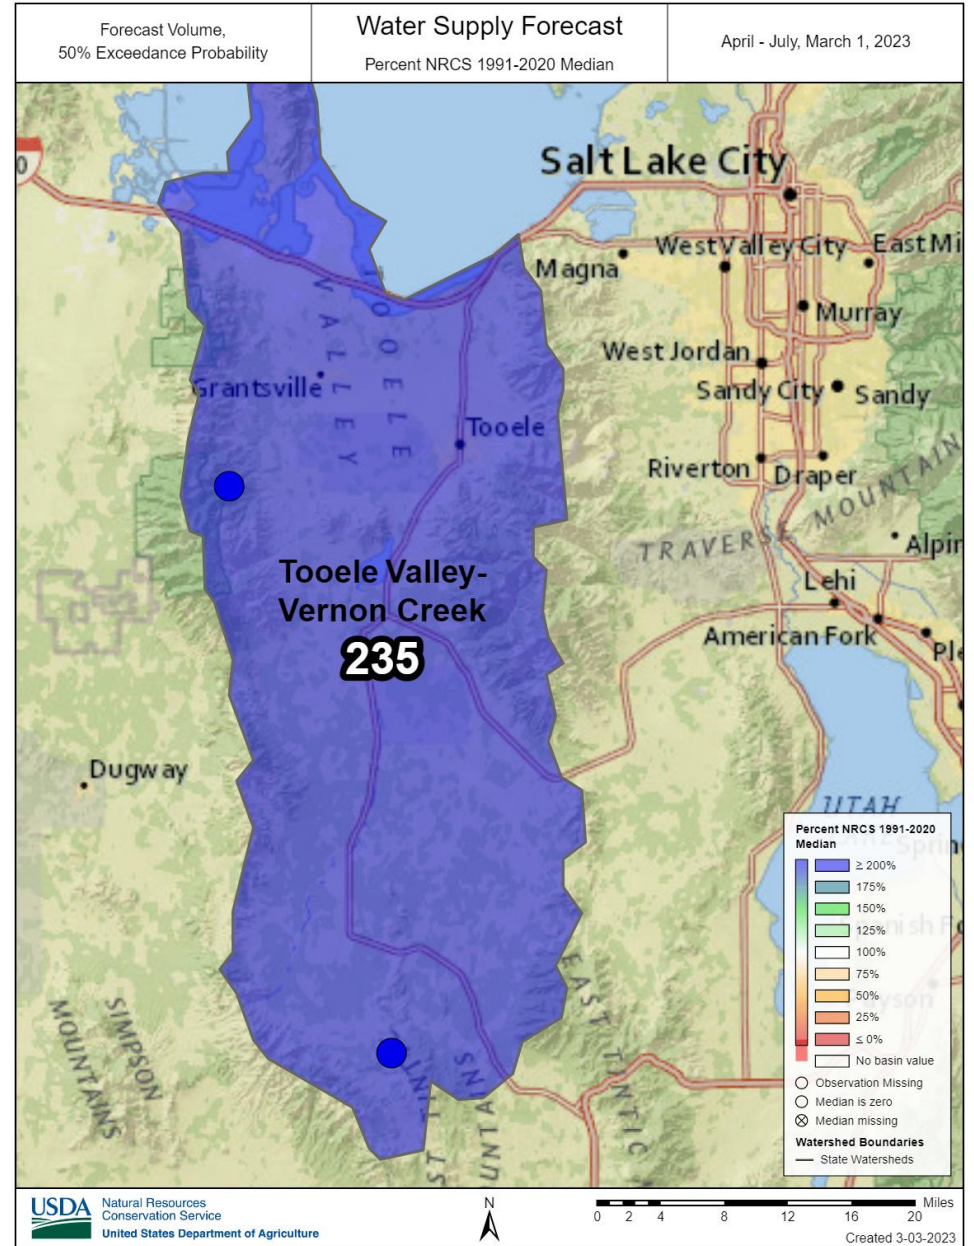 Forecast Volume,
50% Exceedance Probability
Water Supply Forecast
Percent NRCS 1991-2020 Median
April - July, March 1, 2023
0
Salt Lake City
West Valley City
East Mi
Magna
Murray
West Jordan
Sandy City
Sandy
Riverton
Draper
TRAVERSE MOUNTAIN
Alpin
Lehi
American Fork
Ple
TOOELE
VALLEY
Grantsville
Tooele
Tooele Valley-
Vernon Creek
235
Dugway
UTAH
SIMPSON
MOUNTAINS
EAST TINTIC
Percent NRCS 1991-2020
Median
≥ 200%
175%
150%
125%
100%
75%
50%
25%
≤ 0%
No basin value
Observation Missing
Median is zero
Median missing
Watershed Boundaries
State Watersheds
USDA
Natural Resources
Conservation Service
United States Department of Agriculture
N
0 2 4 8 12 16 20
Miles
Created 3-03-2023